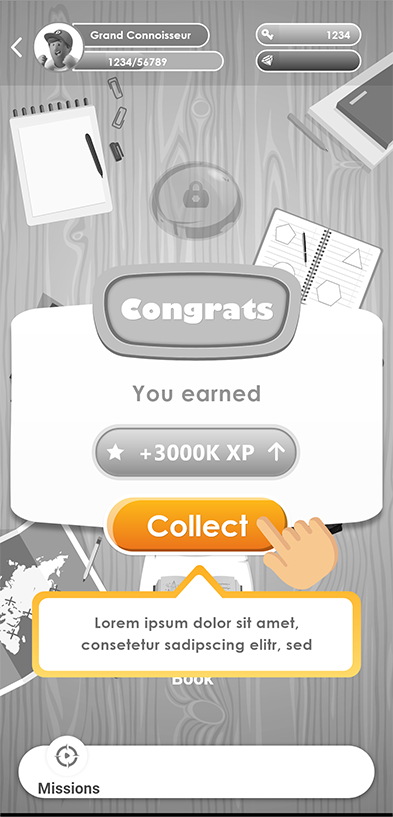 Grand Connoisseur
1234
1234/56789
Congrats
You earned
+3000K XP
Collect
Lorem ipsum dolor sit amet,
consetetur sadipscing elitr, sed
Book
Missions